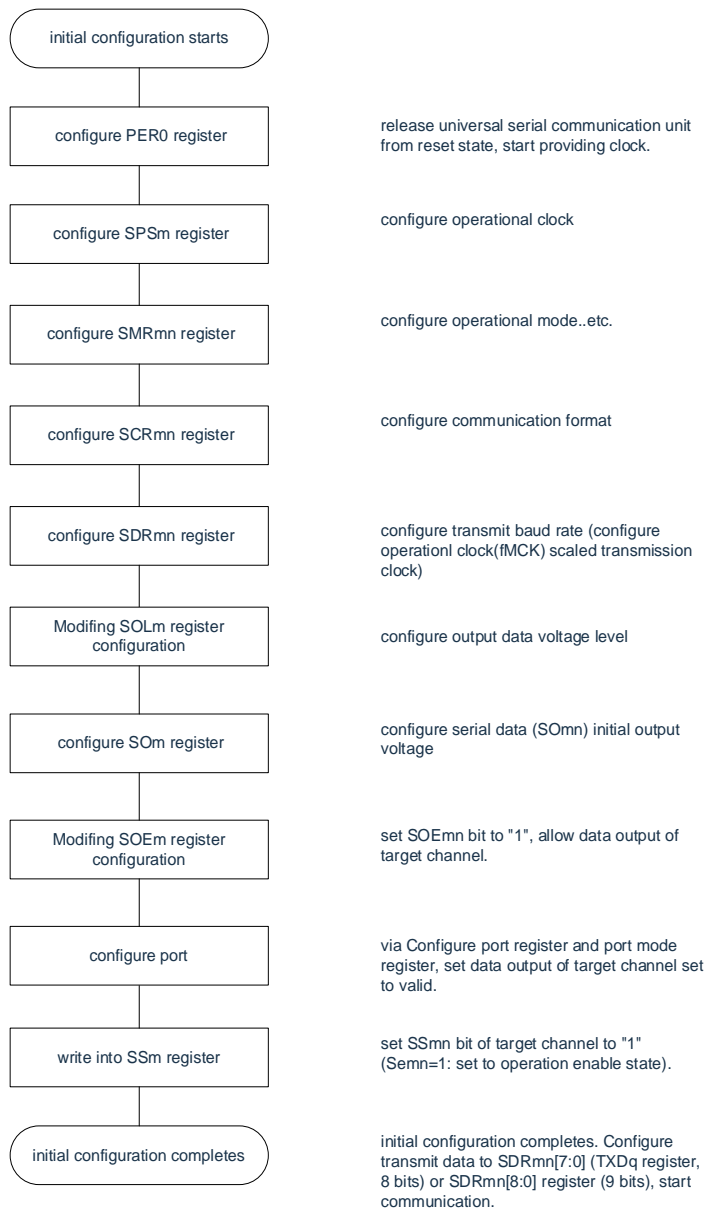 initial configuration starts
configure PER0 register
release universal serial communication unit
from reset state, start providing clock.
configure SPSm register
configure operational clock
configure SMRmn register
configure operational mode..etc.
configure SCRmn register
configure communication format
configure SDRmn register
configure transmit baud rate (configure
operationl clock(fMCK) scaled transmission
clock)
Modifing SOLm register
configuration
configure output data voltage level
configure SOm register
configure serial data (SOmn) initial output
voltage
Modifing SOEm register
configuration
set SOEmn bit to "1", allow data output of
target channel.
configure port
via Configure port register and port mode
register, set data output of target channel set
to valid.
write into SSm register
set SSmn bit of target channel to "1"
(Semn=1: set to operation enable state).
initial configuration completes
initial configuration completes. Configure
transmit data to SDRmn[7:0] (TXDq register,
8 bits) or SDRmn[8:0] register (9 bits), start
communication.